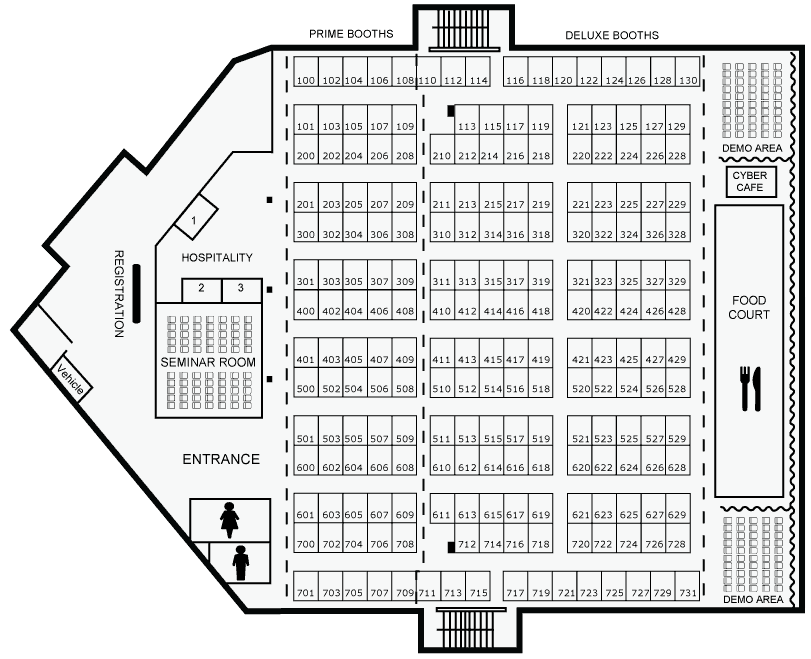 PRIME BOOTHS
DELUXE BOOTHS
100 102 104 106 108 110 112 114
116 118 120 122 124 126 128 130
101 103 105 107 109
113 115 117 119
121 123 125 127 129
200 202 204 206 208
210 212 214 216 218
220 222 224 226 228
DEMO AREA
CYBER
CAFE
201 203 205 207 209
211 213 215 217 219
221 223 225 227 229
300 302 304 306 308
310 312 314 316 318
320 322 324 326 328
1
HOSPITALITY
REGISTRATION
2
3
301 303 305 307 309
311 313 315 317 319
321 323 325 327 329
400 402 404 406 408
410 412 414 416 418
420 422 424 426 428
FOOD
COURT
SEMINAR ROOM
Vehicle
401 403 405 407 409
411 413 415 417 419
421 423 425 427 429
500 502 504 506 508
510 512 514 516 518
520 522 524 526 528
501 503 505 507 509
511 513 515 517 519
521 523 525 527 529
ENTRANCE
600 602 604 606 608
610 612 614 616 618
620 622 624 626 628
601 603 605 607 609
611 613 615 617 619
621 623 625 627 629
700 702 704 706 708
712 714 716 718
720 722 724 726 728
701 703 705 707 709 711 713 715
717 719 721 723 725 727 729 731
DEMO AREA